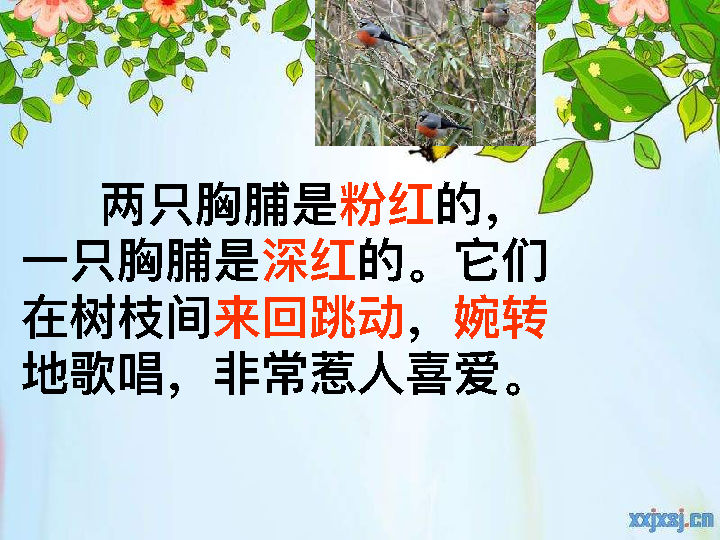 两只胸脯是粉红的，
一只胸脯是深红的。它们
在树枝间来回跳动，婉转
地歌唱，非常惹人喜爱。
xxjxsj.cn